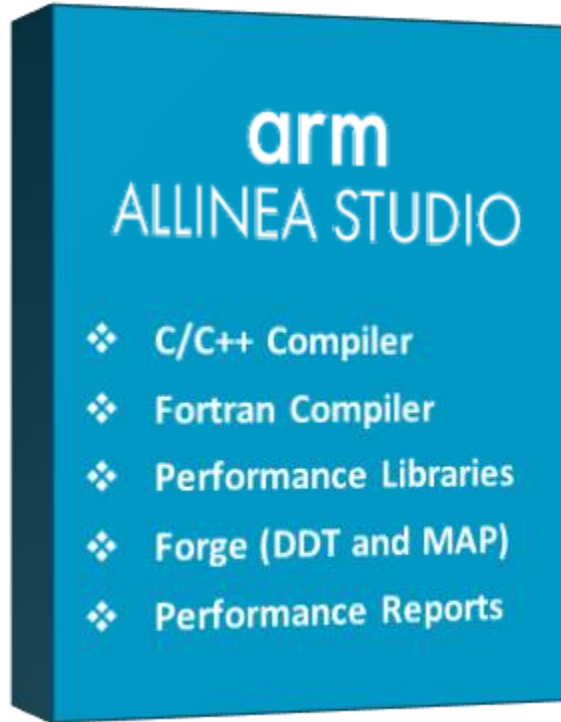 arm
ALLINEA STUDIO
❖ C/C++ Compiler
❖ Fortran Compiler
❖ Performance Libraries
❖ Forge (DDT and MAP)
❖ Performance Reports